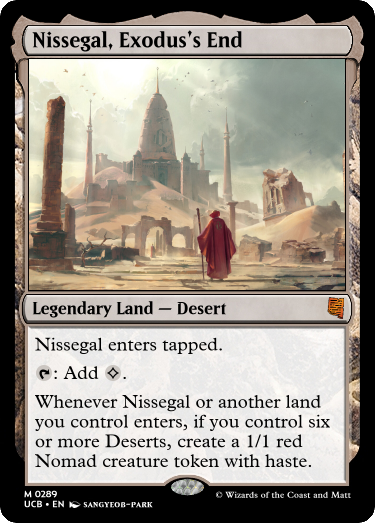 Nissegal, Exodus's End
Legendary Land — Desert
Nissegal enters tapped.
: Add .
Whenever Nissegal or another land
you control enters, if you control six
or more Deserts, create a 1/1 red
Nomad creature token with haste.
M 0289
UCB • EN SANGYEOB-PARK
© Wizards of the Coast and Matt